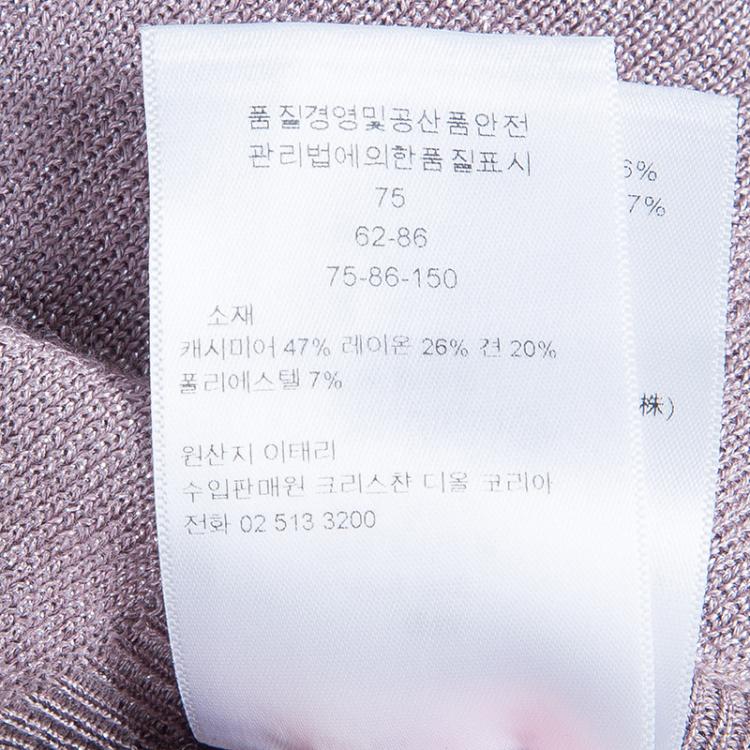 품질경영및공산품안전
관리법에의한품질표시
75
62-86
75-86-150
소재
캐시미어 47% 레이온 26% 견 20%
폴리에스텔 7%
원산지 이태리
수입판매원 크리스챤 디올 코리아
전화 02 513 3200
6%
7%
株)